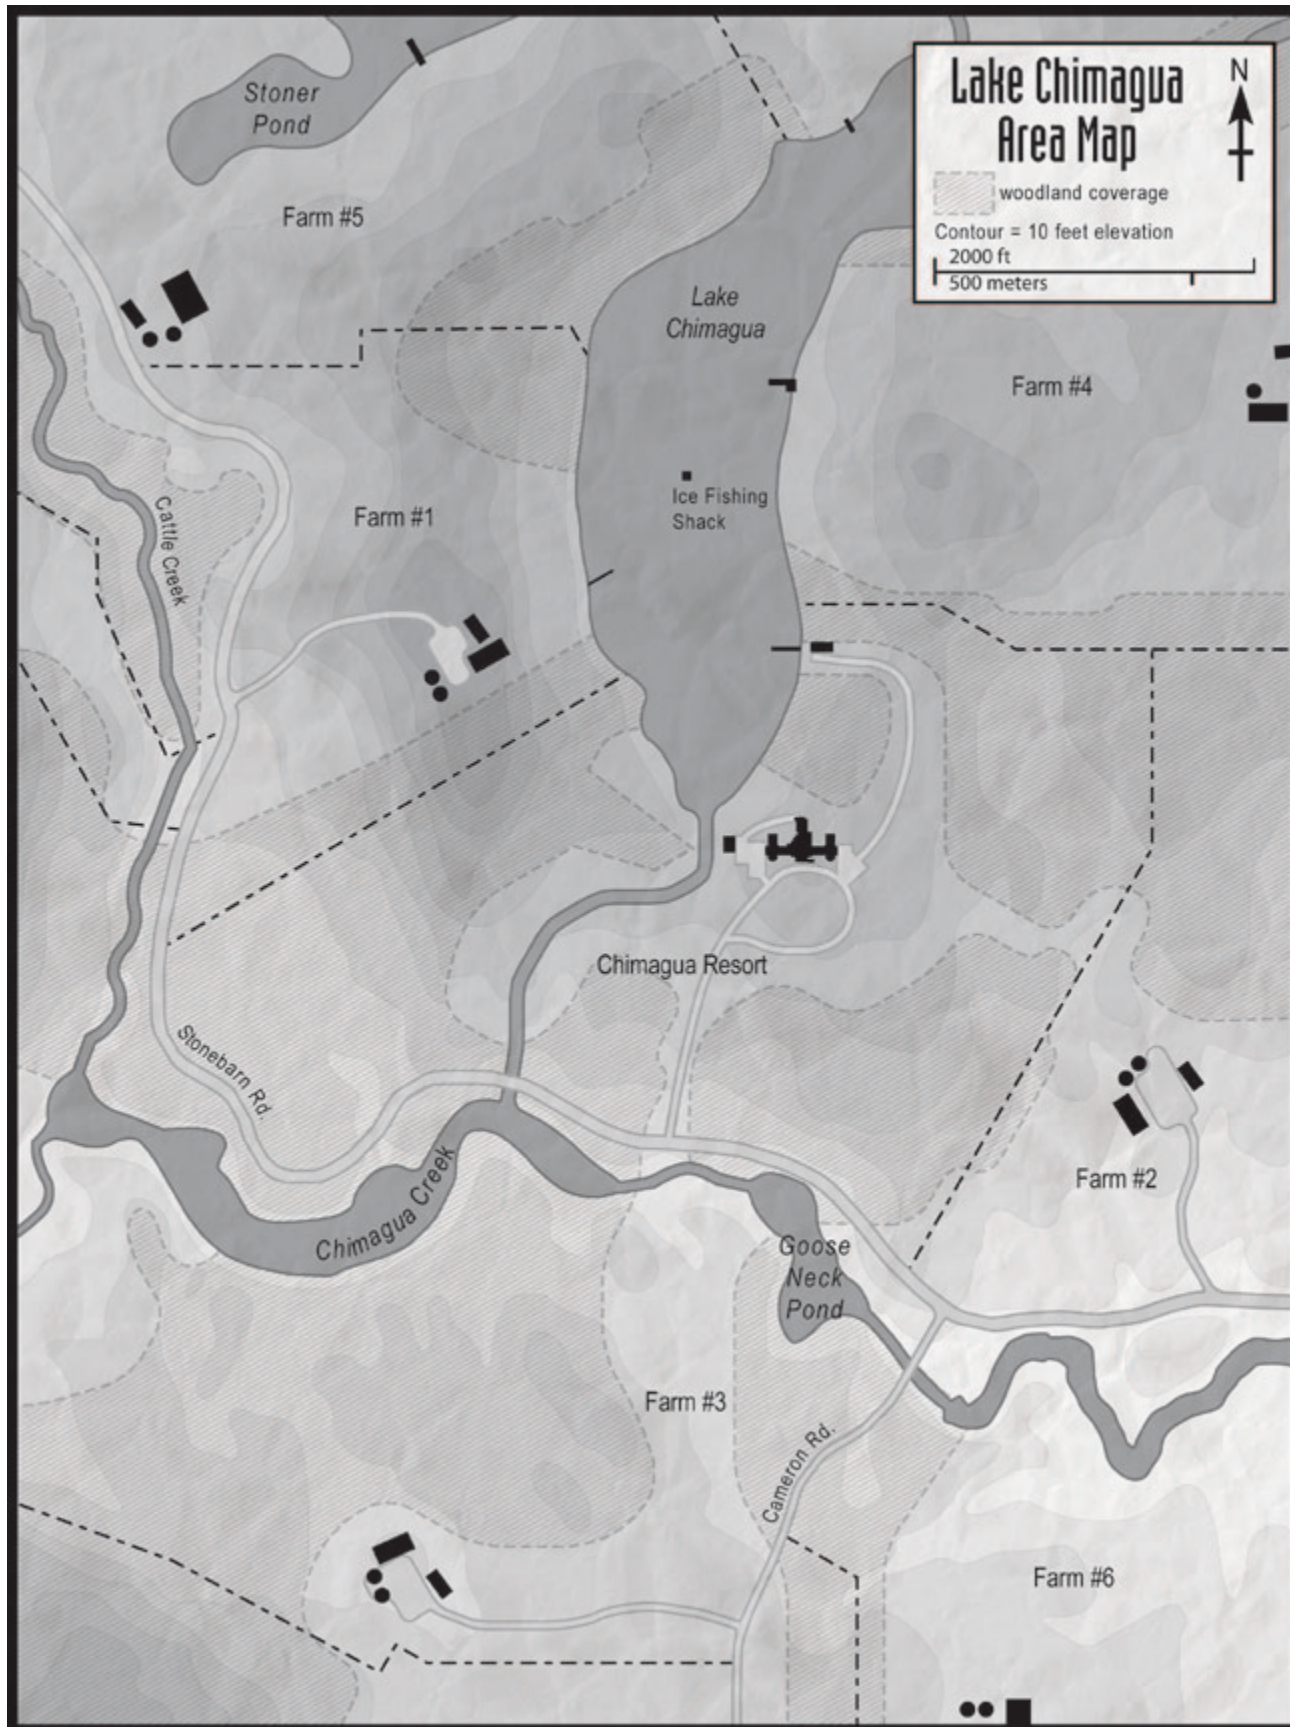 Lake Chimagua
Area Map
N
woodland coverage
Contour = 10 feet elevation
2000 ft
500 meters
Stoner
Pond
Farm #5
Lake
Chimagua
Farm #4
Ice Fishing
Shack
Farm #1
Cattle Creek
Chimagua Resort
Stonebarn Rd.
Chimagua Creek
Farm #2
Goose
Neck
Pond
Farm #3
Cameron Rd.
Farm #6